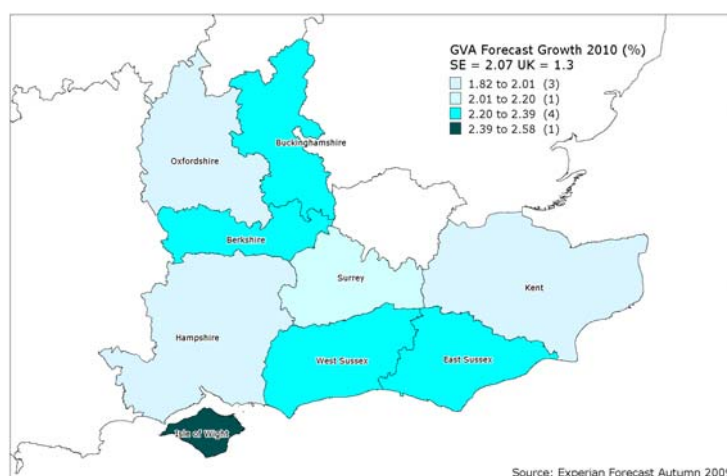 GVA Forecast Growth 2010 (%)
SE = 2.07 UK = 1.3
1.82 to 2.01 (3)
2.01 to 2.20 (1)
2.20 to 2.39 (4)
2.39 to 2.58 (1)
Buckinghamshire
Oxfordshire
Berkshire
Surrey
Kent
Hampshire
West Sussex
East Sussex
Isle of Wight
Source: Experian Forecast Autumn 2009